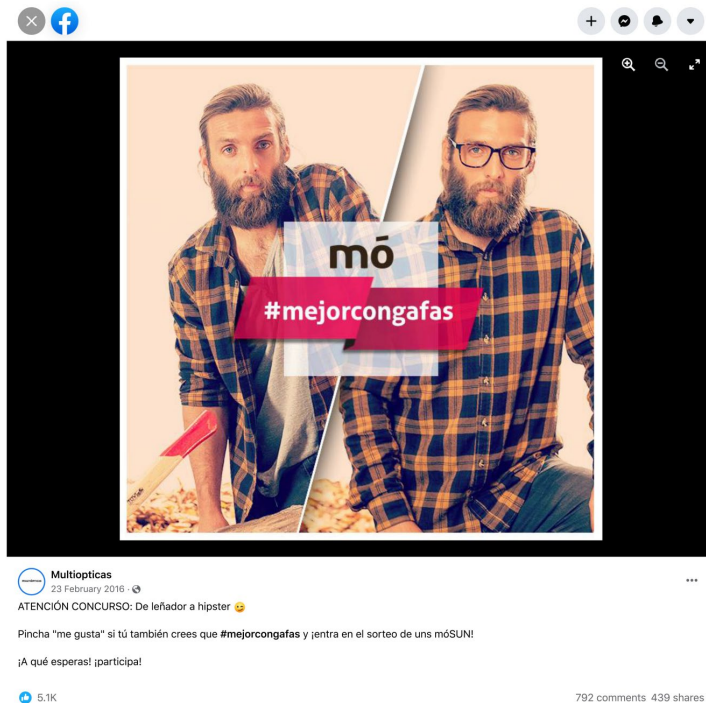 mó
#mejorcongafas
Multiopticas
23 February 2016 ·
ATENCIÓN CONCURSO: De leñador a hipster
Pincha "me gusta" si tú también crees que #mejorcongafas y ¡entra en el sorteo de uns móSUN!
¡A qué esperas! ¡participa!
5.1K
792 comments 439 shares